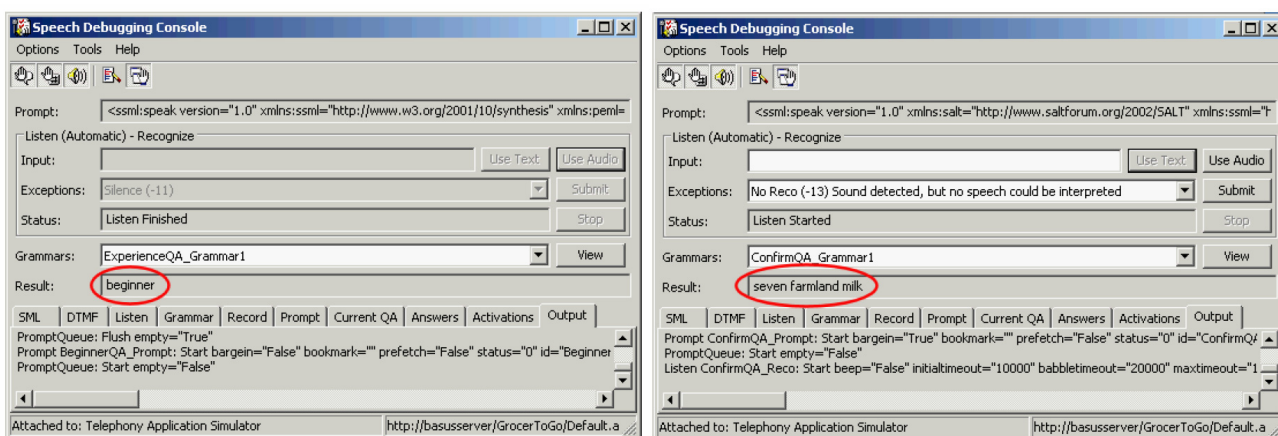 Speech Debugging Console
Options Tools Help
Prompt: <ssml:speak version="1.0" xmlns:ssml="http://www.w3.org/2001/10/synthesis" xmlns:peml=
Listen (Automatic) - Recognize
Input: Use Text Use Audio
Exceptions: Silence (-11) Submit
Status: Listen Finished Stop
Grammars: ExperienceQA_Grammar1 View
Result: beginner
SML DTMF Listen Grammar Record Prompt Current QA Answers Activations Output
PromptQueue: Flush empty="True"
Prompt BeginnerQA_Prompt: Start bargein="False" bookmark="" prefetch="False" status="0" id="Beginner
PromptQueue: Start empty="False"
Attached to: Telephony Application Simulator http://basusserver/GrocerToGo/Default.a
Speech Debugging Console
Options Tools Help
Prompt: <ssml:speak version="1.0" xmlns:salt="http://www.saltforum.org/2002/SALT" xmlns:ssml="h
Listen (Automatic) - Recognize
Input: Use Text Use Audio
Exceptions: No Reco (-13) Sound detected, but no speech could be interpreted Submit
Status: Listen Started Stop
Grammars: ConfirmQA_Grammar1 View
Result: seven farmland milk
SML DTMF Listen Grammar Record Prompt Current QA Answers Activations Output
Prompt ConfirmQA_Prompt: Start bargein="True" bookmark="" prefetch="False" status="0" id="ConfirmQA
PromptQueue: Start empty="False"
Listen ConfirmQA_Reco: Start beep="False" initialtimeout="10000" babbletimeout="20000" maxtimeout="1
Attached to: Telephony Application Simulator http://basusserver/GrocerToGo/Default.a